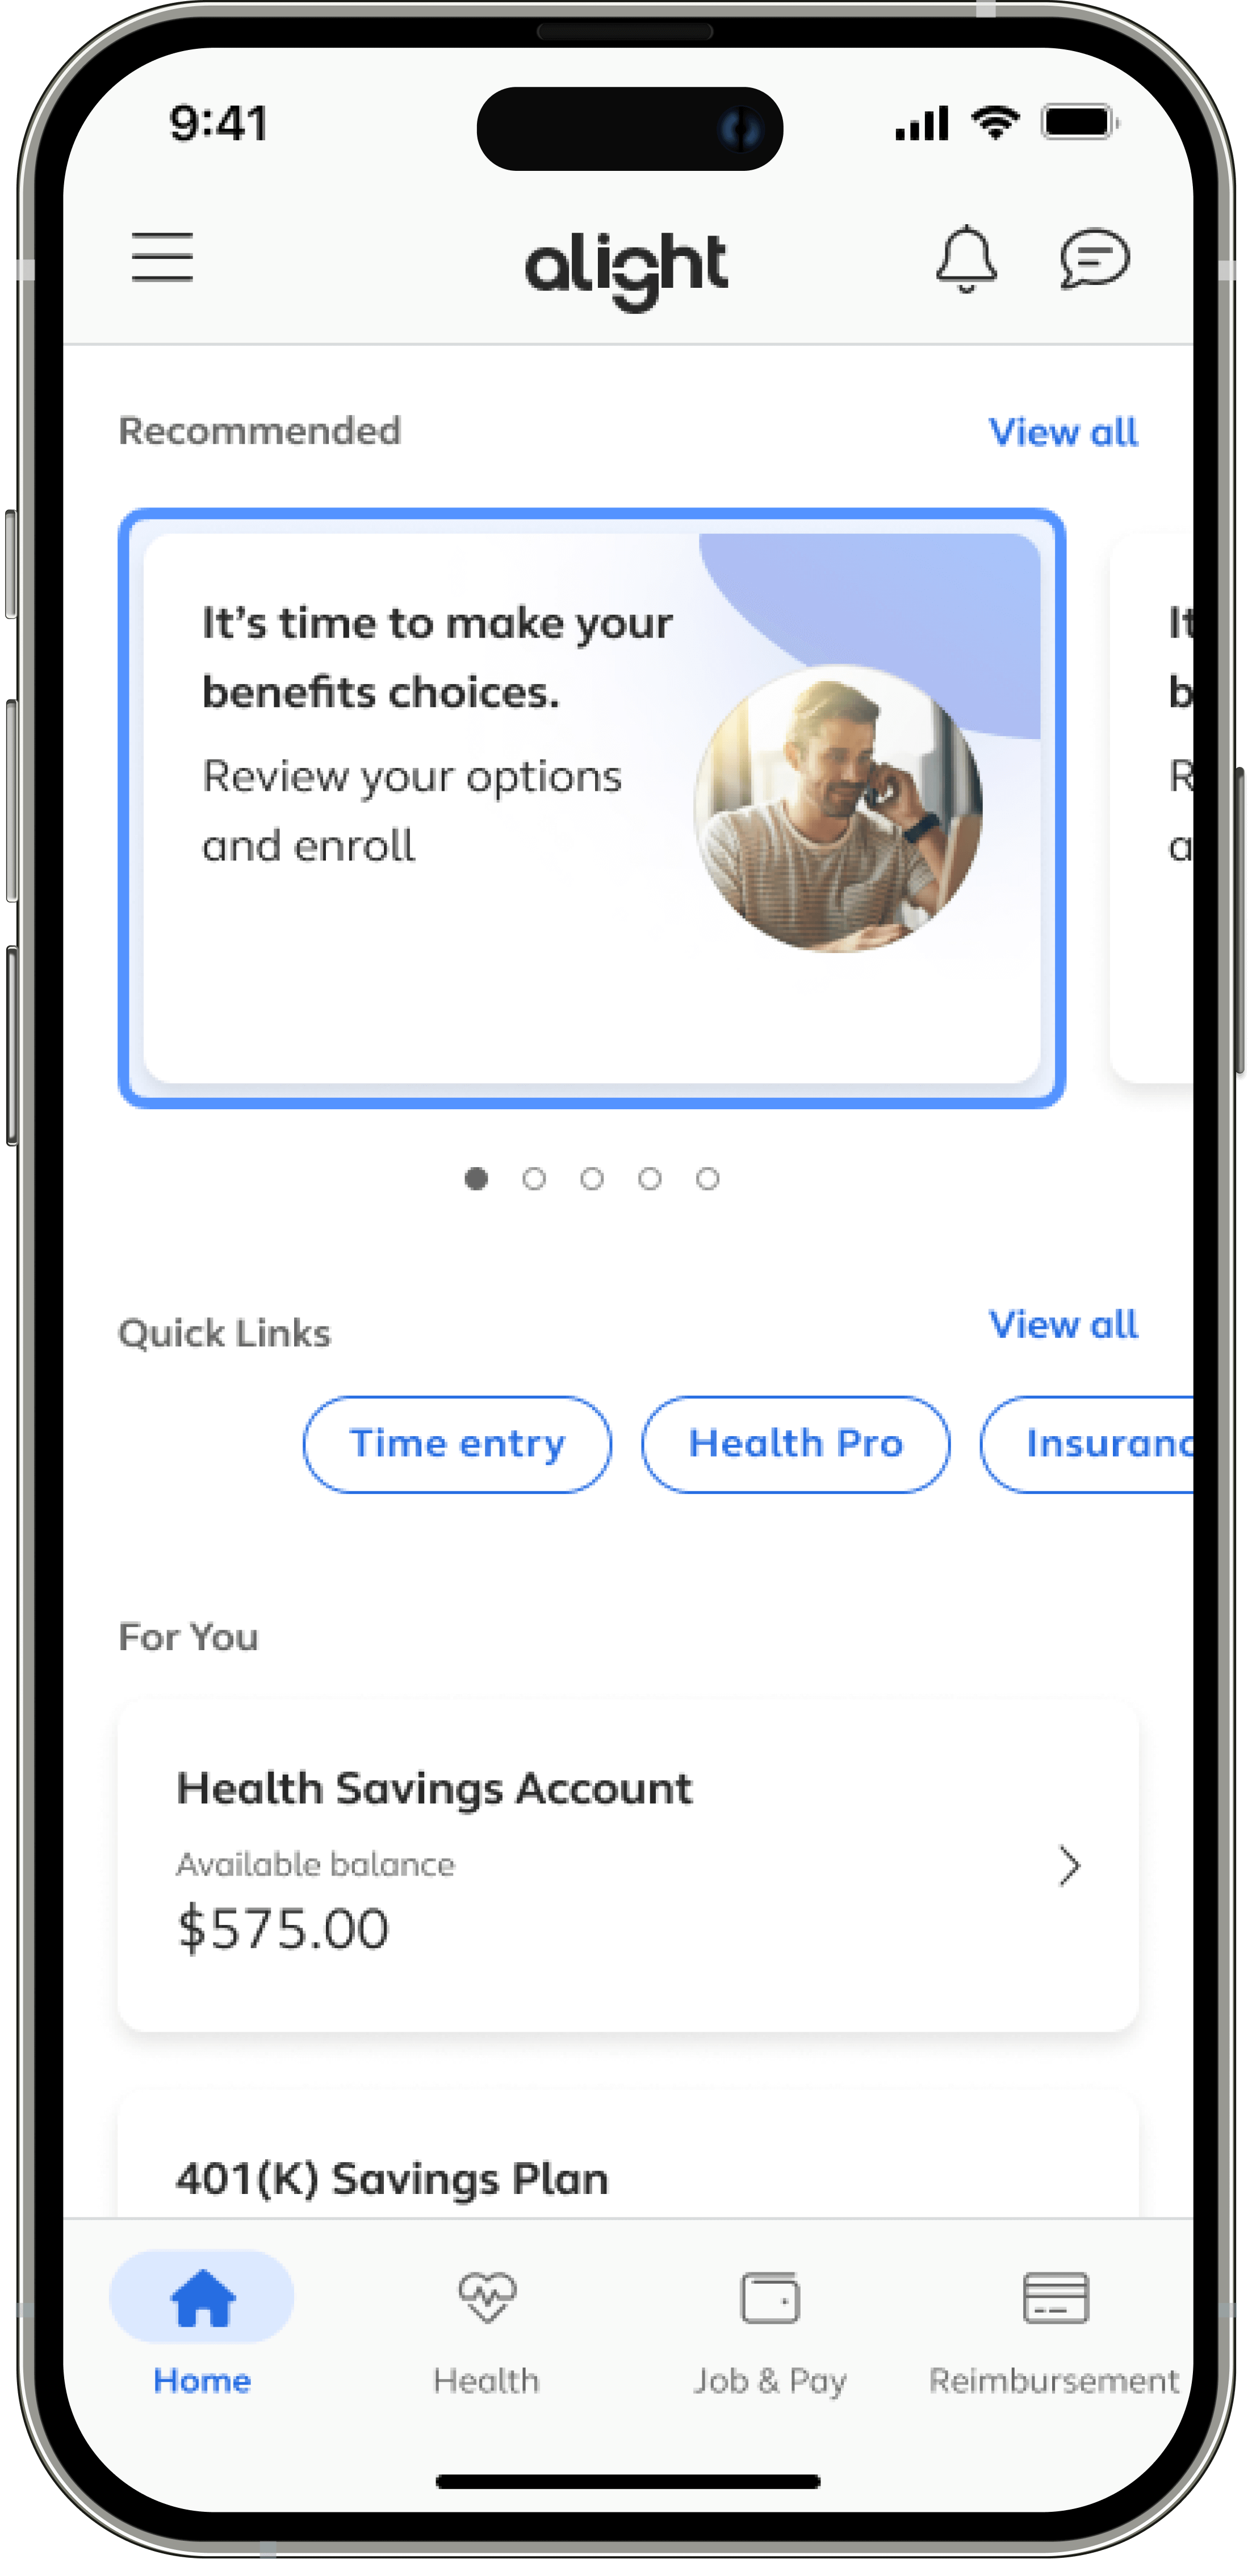 9:41
alight
Recommended
View all
It's time to make your
benefits choices.
Review your options
and enroll
It
b
R
a
Quick Links
View all
Time entry
Health Pro
Insuranc
For You
Health Savings Account
Available balance
$575.00
401(K) Savings Plan
Home
Health
Job & Pay
Reimbursement